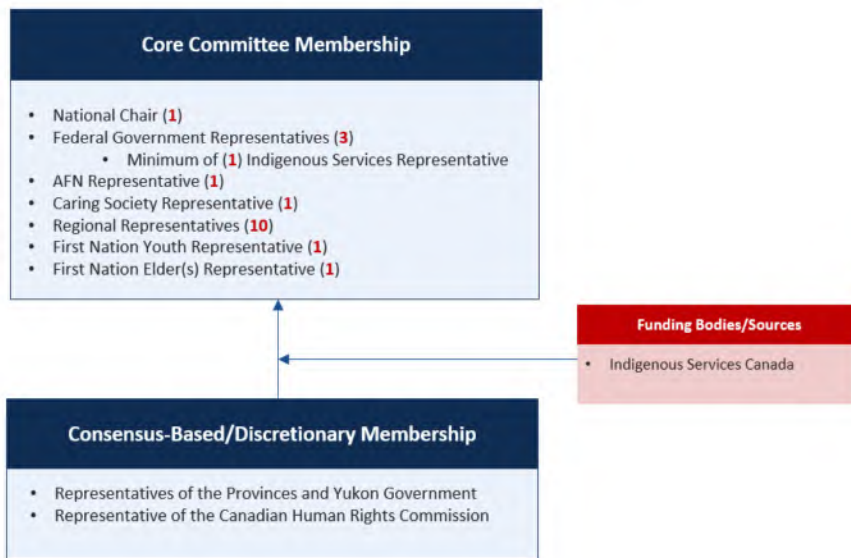 Core Committee Membership
• National Chair (1)
• Federal Government Representatives (3)
• Minimum of (1) Indigenous Services Representative
• AFN Representative (1)
• Caring Society Representative (1)
• Regional Representatives (10)
• First Nation Youth Representative (1)
• First Nation Elder(s) Representative (1)
Funding Bodies/Sources
• Indigenous Services Canada
Consensus-Based/Discretionary Membership
• Representatives of the Provinces and Yukon Government
• Representative of the Canadian Human Rights Commission